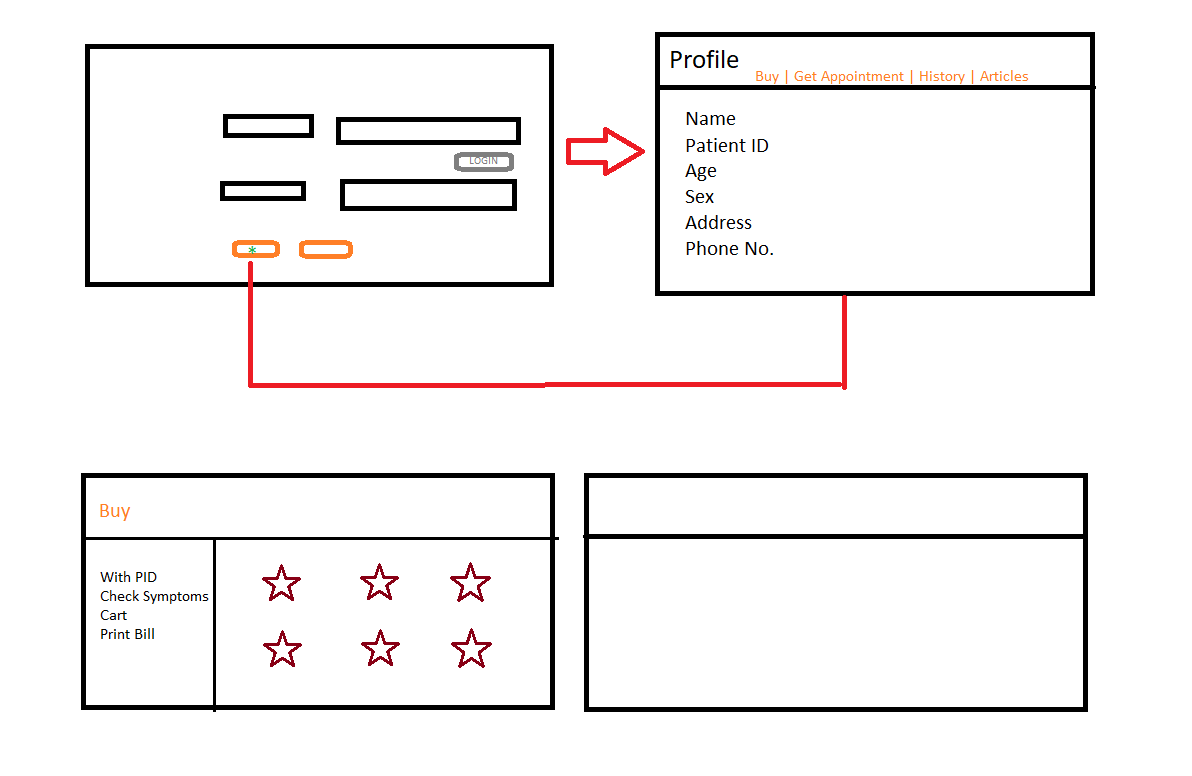 LOGIN
*
Profile
Buy | Get Appointment | History | Articles
Name
Patient ID
Age
Sex
Address
Phone No.
Buy
With PID
Check Symptoms
Cart
Print Bill